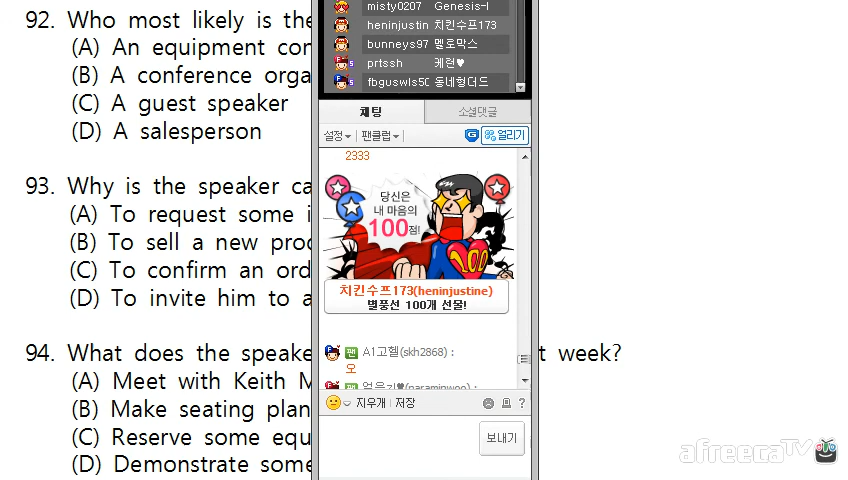 92. Who most likely is the
(A) An equipment con
(B) A conference orga
(C) A guest speaker
(D) A salesperson
93. Why is the speaker ca
(A) To request some i
(B) To sell a new prod
(C) To confirm an ord
(D) To invite him to a
94. What does the speake
t week?
(A) Meet with Keith M
(B) Make seating plan
(C) Reserve some equ
(D) Demonstrate some
misty0207 Genesis-I
heninjustin 치킨수프173
bunneys97 멜로막스
prtssh 케현♥
fbguswls50 동네형더드
채팅
소셜댓글
설정
팬클럽
얼리기
2333
당신은
내 마음의
100점!
치킨수프173(heninjustine)
별풍선 100개 선물!
팬 A1고헬(skh2868) :
오
지우개 | 저장
?
보내기
afreecaTV